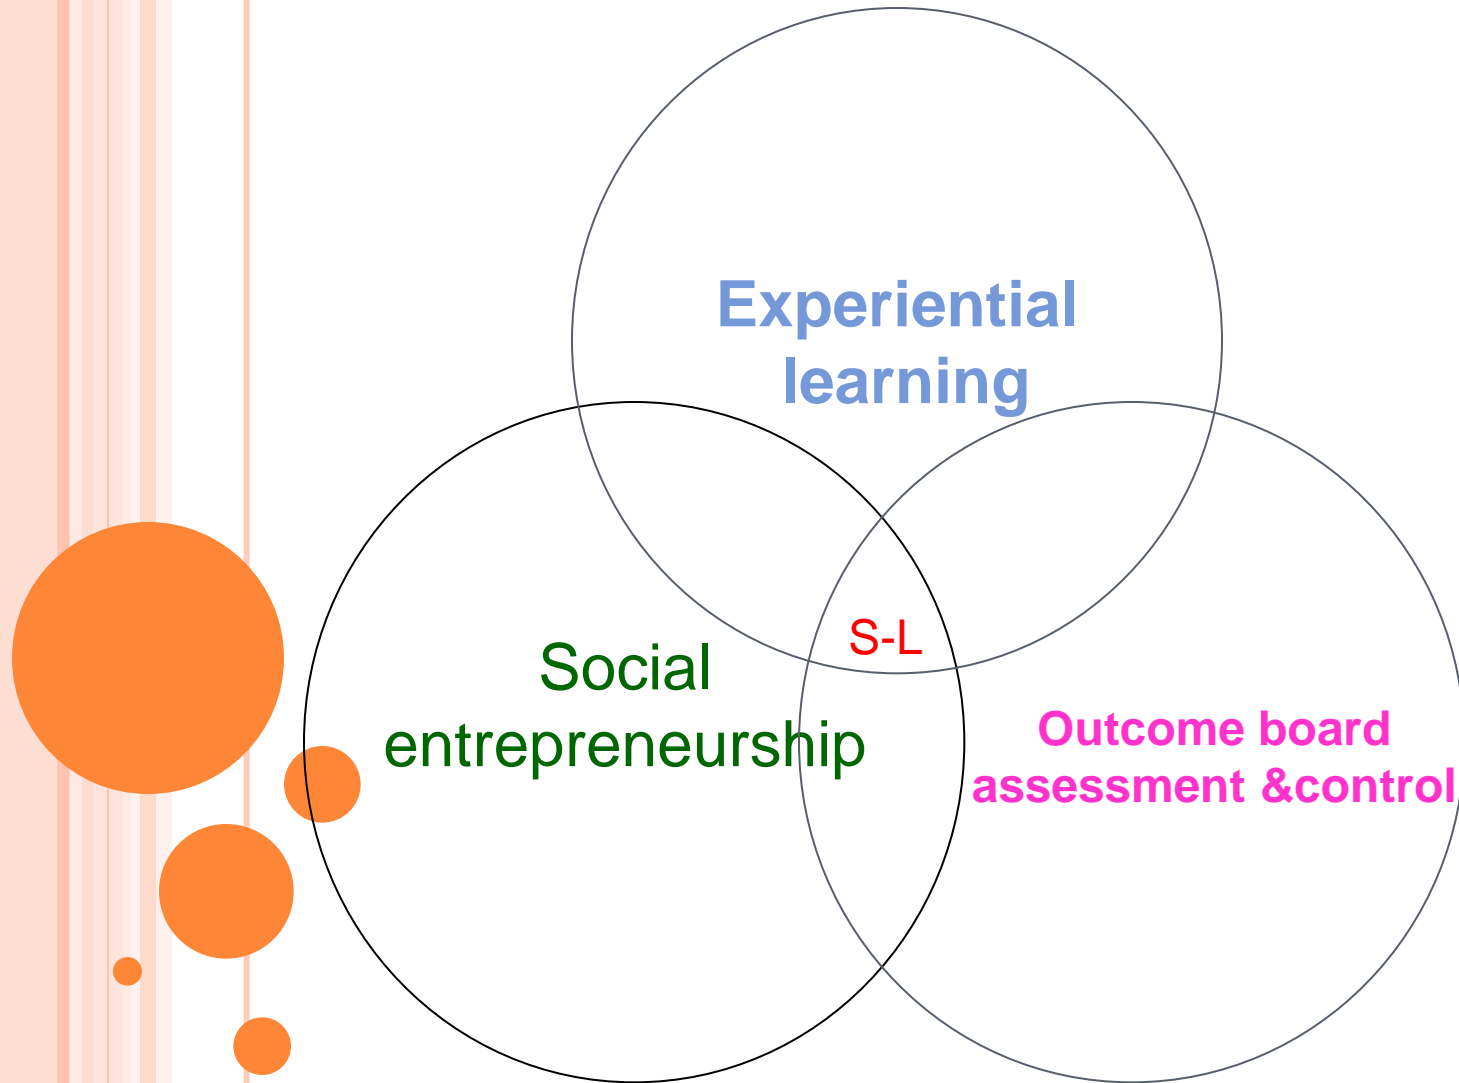 Experiential
learning
S-L
Social
entrepreneurship
Outcome board
assessment &control